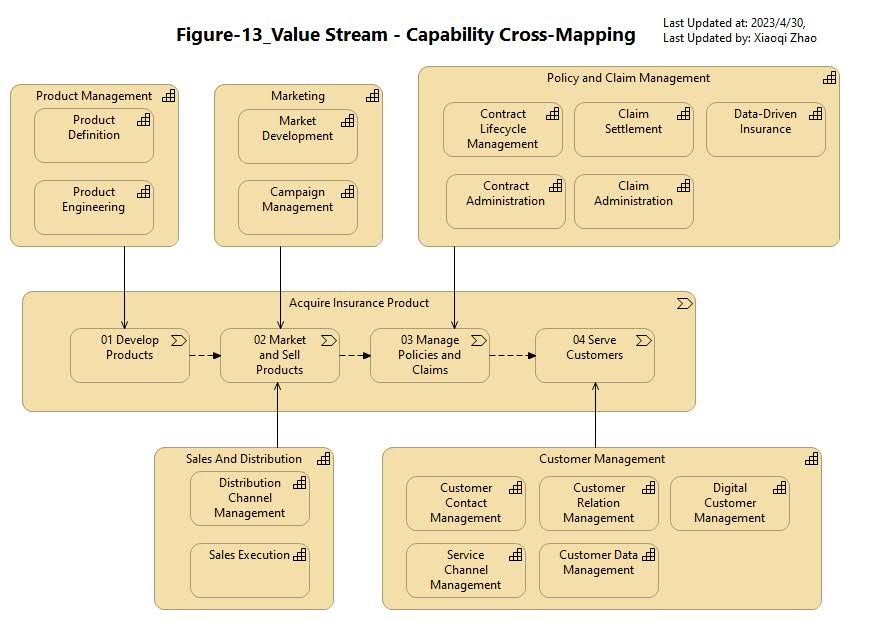 Figure-13_Value Stream - Capability Cross-Mapping
Last Updated at: 2023/4/30,
Last Updated by: Xiaoqi Zhao
Product Management
Product
Definition
Product
Engineering
Marketing
Market
Development
Campaign
Management
Policy and Claim Management
Contract
Lifecycle
Management
Claim
Settlement
Data-Driven
Insurance
Contract
Administration
Claim
Administration
Acquire Insurance Product
01 Develop
Products
02 Market
and Sell
Products
03 Manage
Policies and
Claims
04 Serve
Customers
Sales And Distribution
Distribution
Channel
Management
Sales Execution
Customer Management
Customer
Contact
Management
Customer
Relation
Management
Digital
Customer
Management
Service
Channel
Management
Customer Data
Management